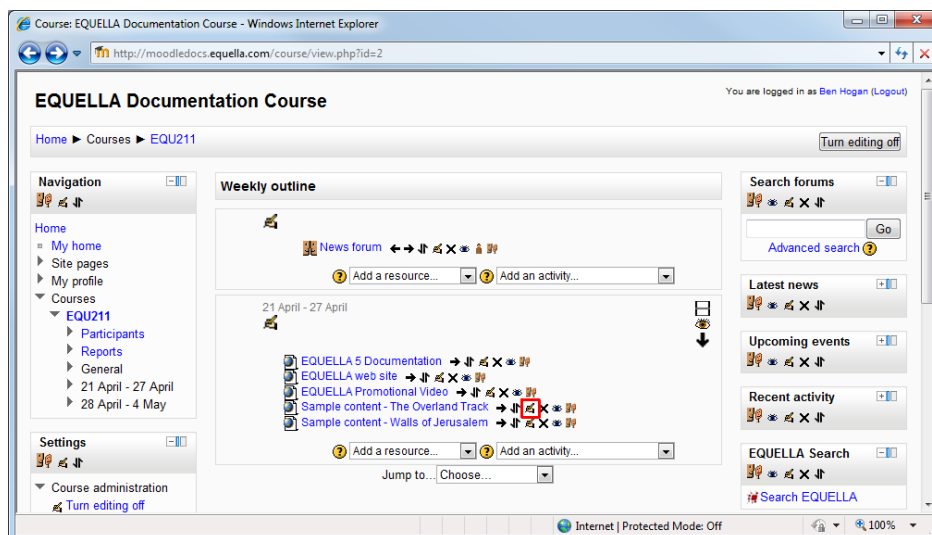 Course: EQUELLA Documentation Course - Windows Internet Explorer
http://moodledocs.equella.com/course/view.php?id=2
EQUELLA Documentation Course
You are logged in as Ben Hogan (Logout)
Home ► Courses ► EQU211
Turn editing off
Navigation
Home
My home
Site pages
My profile
Courses
EQU211
Participants
Reports
General
21 April - 27 April
28 April - 4 May
Settings
Course administration
Turn editing off
Weekly outline
News forum
Add a resource... Add an activity...
21 April - 27 April
EQUELLA 5 Documentation
EQUELLA web site
EQUELLA Promotional Video
Sample content - The Overland Track
Sample content - Walls of Jerusalem
Add a resource... Add an activity...
Jump to... Choose...
Search forums
Go
Advanced search
Latest news
Upcoming events
Recent activity
EQUELLA Search
Search EQUELLA
Internet | Protected Mode: Off
100%